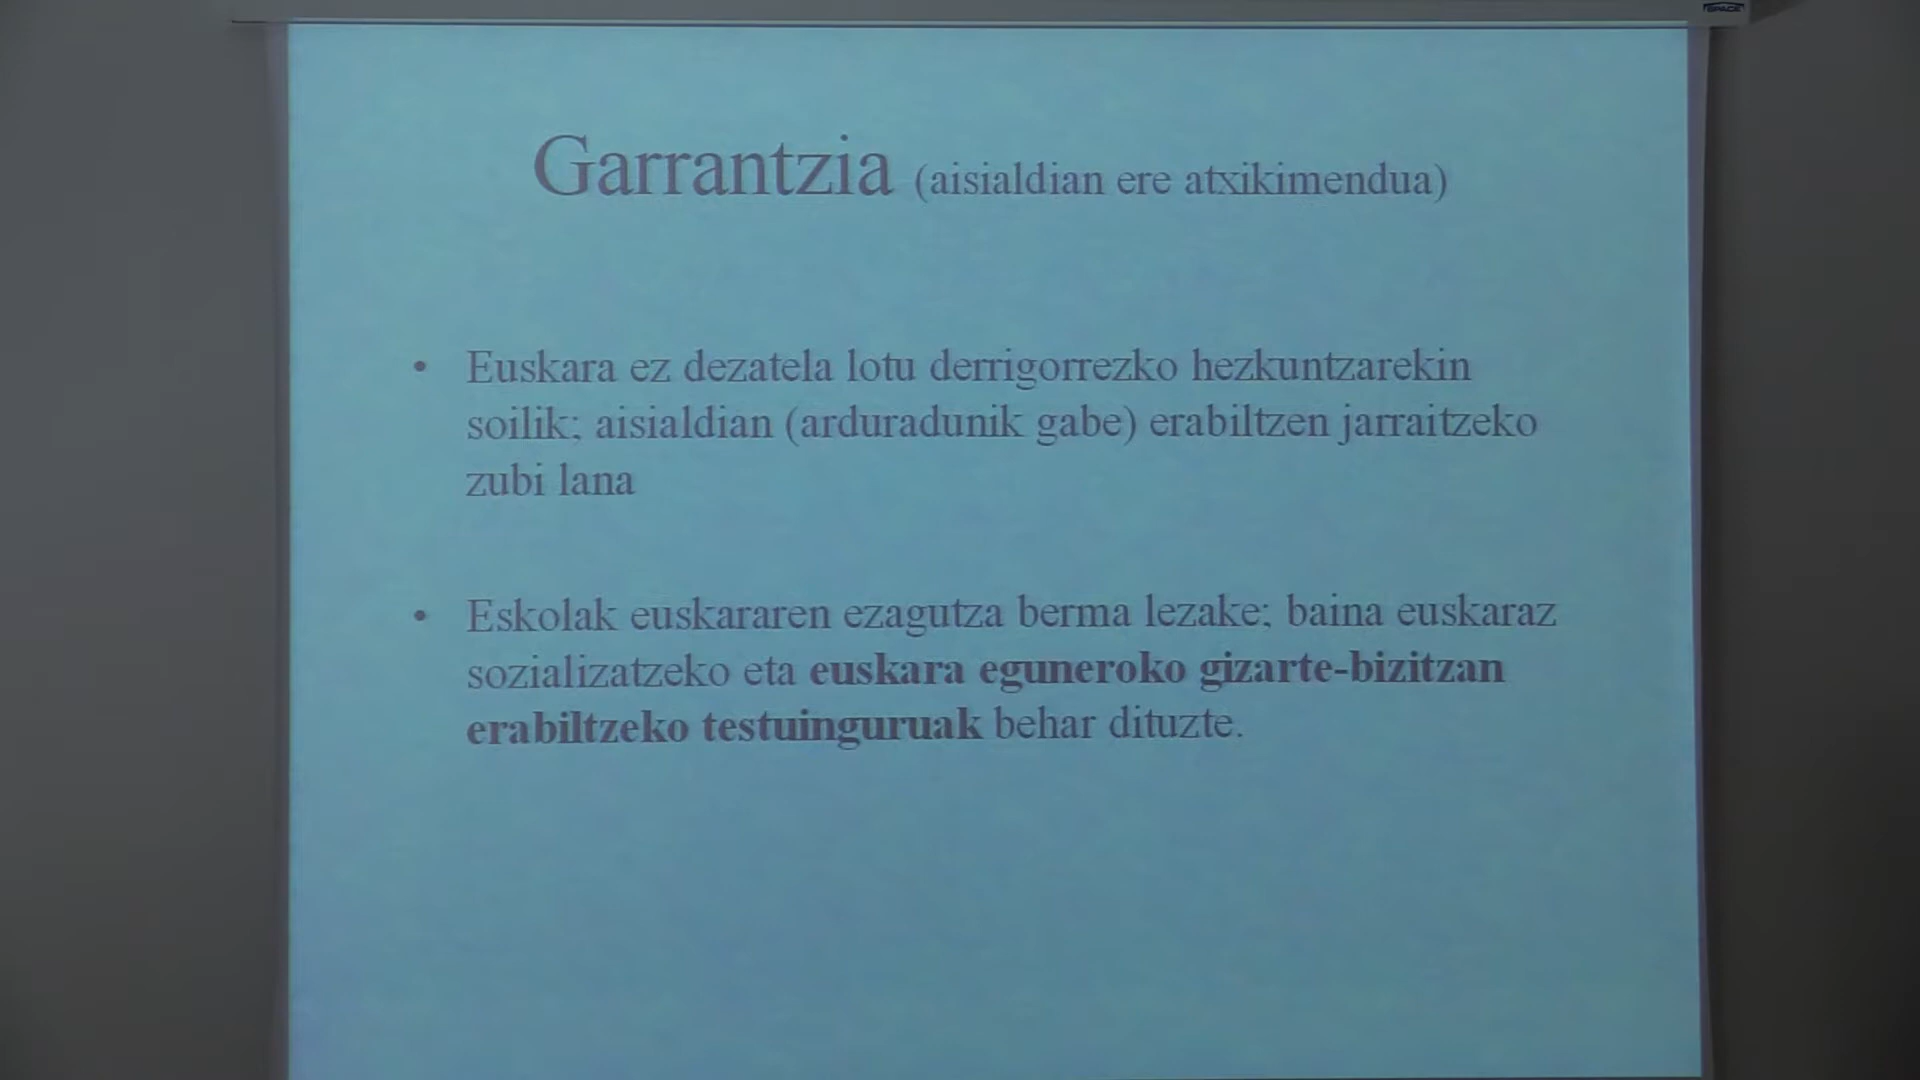 SPACE
Garrantzia (aisialdian ere atxikimendua)
• Euskara ez dezatela lotu derrigorrezko hezkuntzarekin
soilik; aisialdian (arduradunik gabe) erabiltzen jarraitzeko
zubi lana
• Eskolak euskararen ezagutza berma lezake; baina euskaraz
sozializatzeko eta euskara eguneroko gizarte-bizitzan
erabiltzeko testuinguruak behar dituzte.